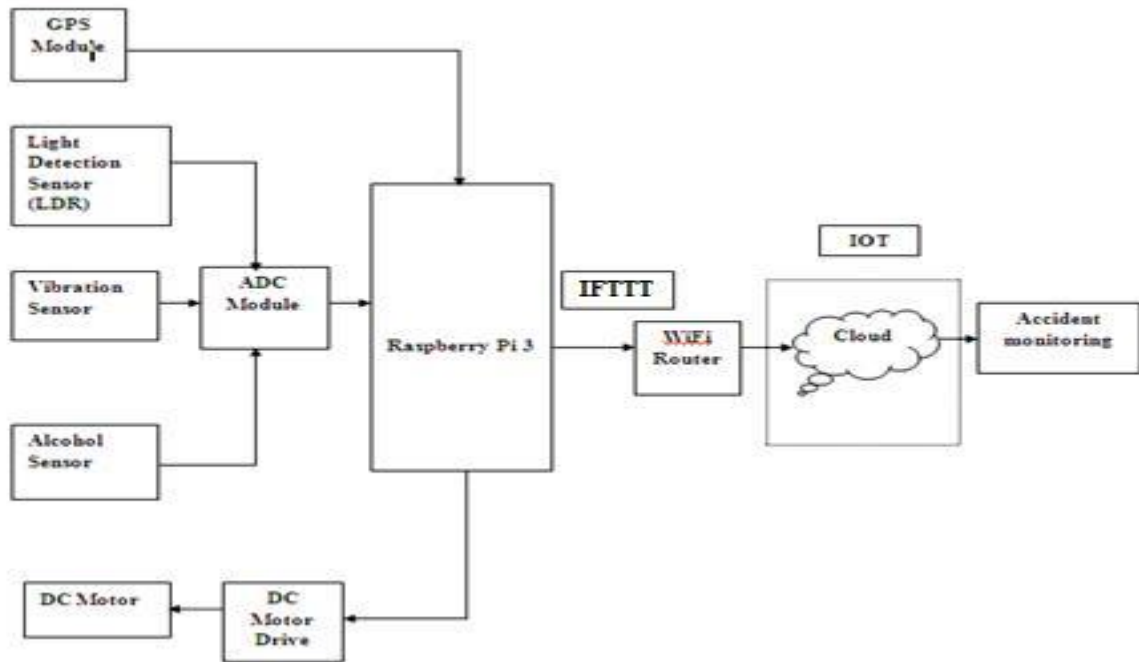 GPS
Module
Light
Detection
Sensor
(LDR)
Vibration
Sensor
ADC
Module
Alcohol
Sensor
Raspberry Pi 3
IFTTT
WiFi
Router
IOT
Cloud
Accident
monitoring
DC Motor
DC
Motor
Drive